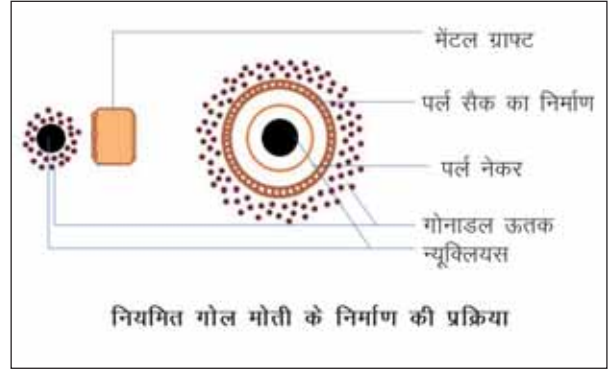 मेंटल ग्राफ्ट
पर्ल सैक का निर्माण
पर्ल नेकर
गोनाडल ऊतक
न्यूक्लियस
नियमित गोल मोती के निर्माण की प्रक्रिया